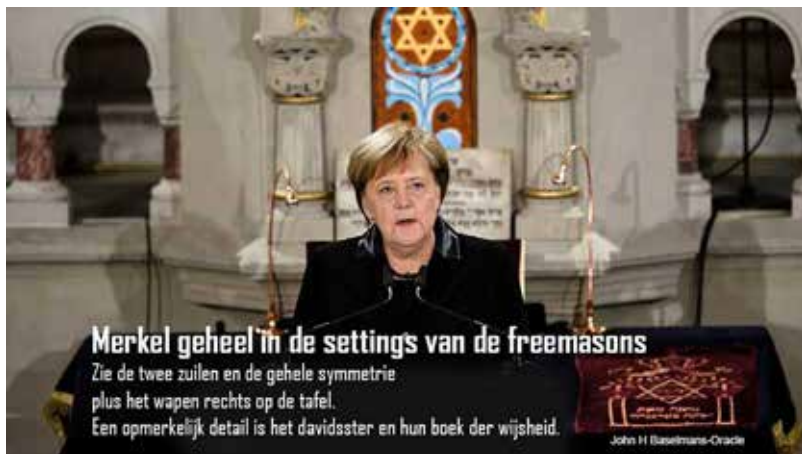 Merkel geheel in de settings van de freemasons
Zie de twee zuilen en de gehele symmetrie
plus het wapen rechts op de tafel.
Een opmerkelijk detail is het davidsster en hun boek der wijsheid.
John H Baselmans-Oracle